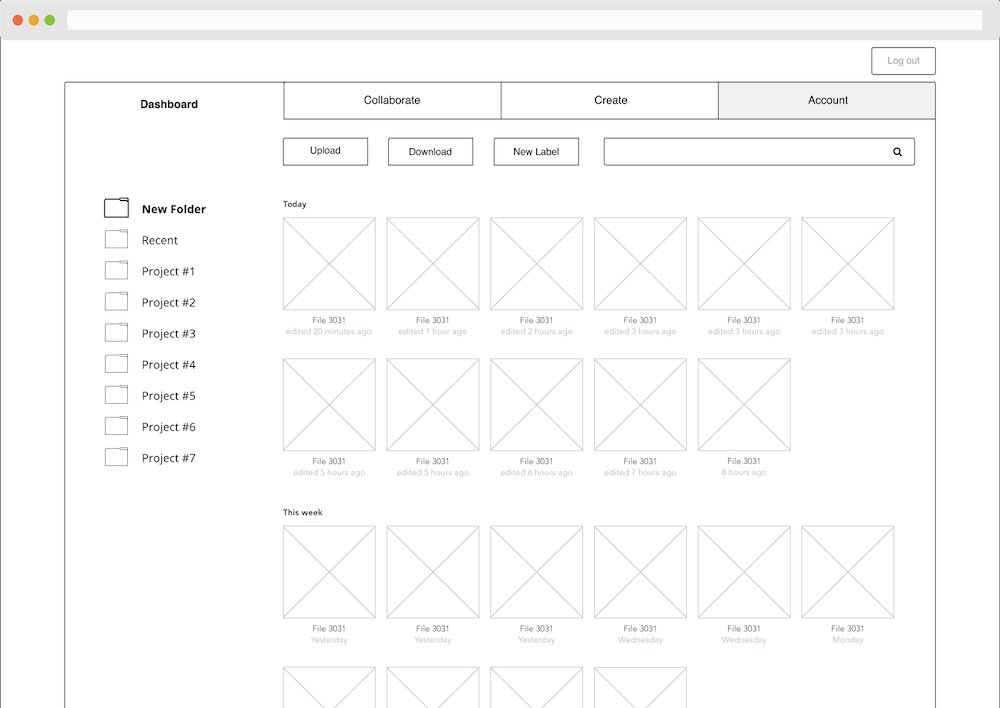 Log out
Dashboard
Collaborate
Create
Account
Upload
Download
New Label
New Folder
Recent
Project #1
Project #2
Project #3
Project #4
Project #5
Project #6
Project #7
Today
File 3031
edited 20 minutes ago
File 3031
edited 1 hour ago
File 3031
edited 2 hours ago
File 3031
edited 3 hours ago
File 3031
edited 3 hours ago
File 3031
edited 3 hours ago
File 3031
edited 5 hours ago
File 3031
edited 5 hours ago
File 3031
edited 6 hours ago
File 3031
edited 7 hours ago
File 3031
8 hours ago
This week
File 3031
Yesterday
File 3031
Yesterday
File 3031
Yesterday
File 3031
Wednesday
File 3031
Wednesday
File 3031
Monday